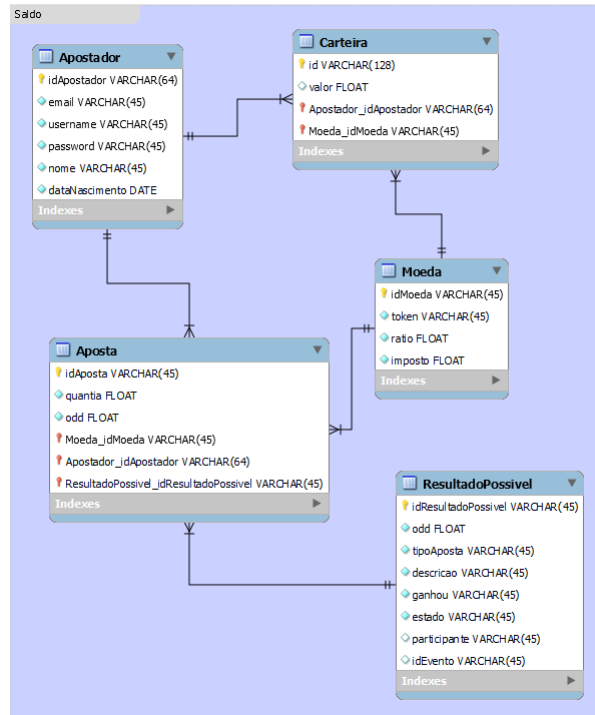 Saldo
Apostador
idApostador VARCHAR(64)
email VARCHAR(45)
username VARCHAR(45)
password VARCHAR(45)
nome VARCHAR(45)
dataNascimento DATE
Indexes
Carteira
id VARCHAR(128)
valor FLOAT
Apostador_idApostador VARCHAR(64)
Moeda_idMoeda VARCHAR(45)
Indexes
Moeda
idMoeda VARCHAR(45)
token VARCHAR(45)
ratio FLOAT
imposto FLOAT
Indexes
Aposta
idAposta VARCHAR(45)
quantia FLOAT
odd FLOAT
Moeda_idMoeda VARCHAR(45)
Apostador_idApostador VARCHAR(64)
ResultadoPossivel_idResultadoPossivel VARCHAR(45)
Indexes
ResultadoPossivel
idResultadoPossivel VARCHAR(45)
odd FLOAT
tipoAposta VARCHAR(45)
descricao VARCHAR(45)
ganhou VARCHAR(45)
estado VARCHAR(45)
participante VARCHAR(45)
idEvento VARCHAR(45)
Indexes